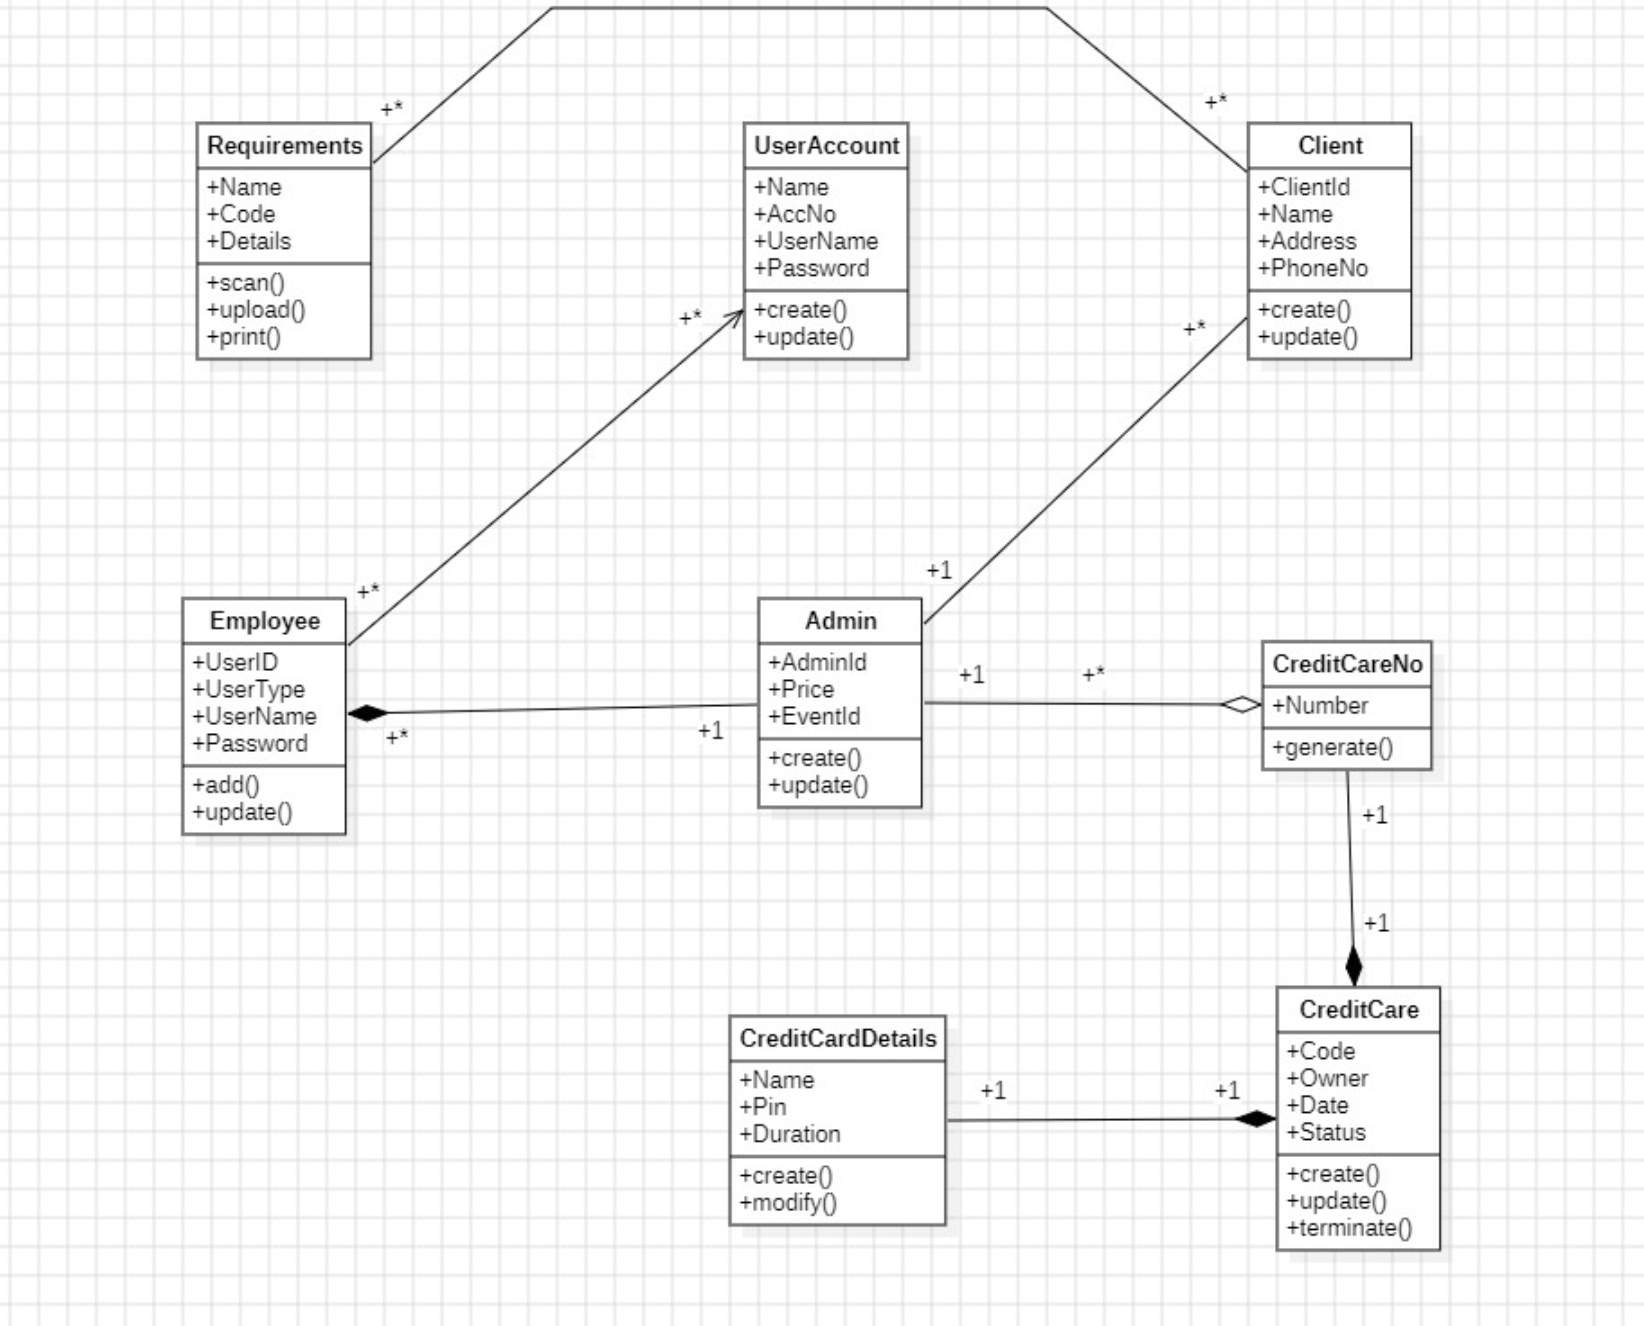 +*
+*
Requirements
+Name
+Code
+Details
+scan()
+upload()
+print()
UserAccount
+Name
+AccNo
+UserName
+Password
+create()
+update()
Client
+ClientId
+Name
+Address
+PhoneNo
+create()
+update()
+*
+*
+*
+1
Employee
+UserID
+UserType
+UserName
+Password
+add()
+update()
+*
+1
Admin
+AdminId
+Price
+EventId
+create()
+update()
+1
+*
CreditCareNo
+Number
+generate()
+1
+1
CreditCardDetails
+Name
+Pin
+Duration
+create()
+modify()
+1
+1
CreditCare
+Code
+Owner
+Date
+Status
+create()
+update()
+terminate()